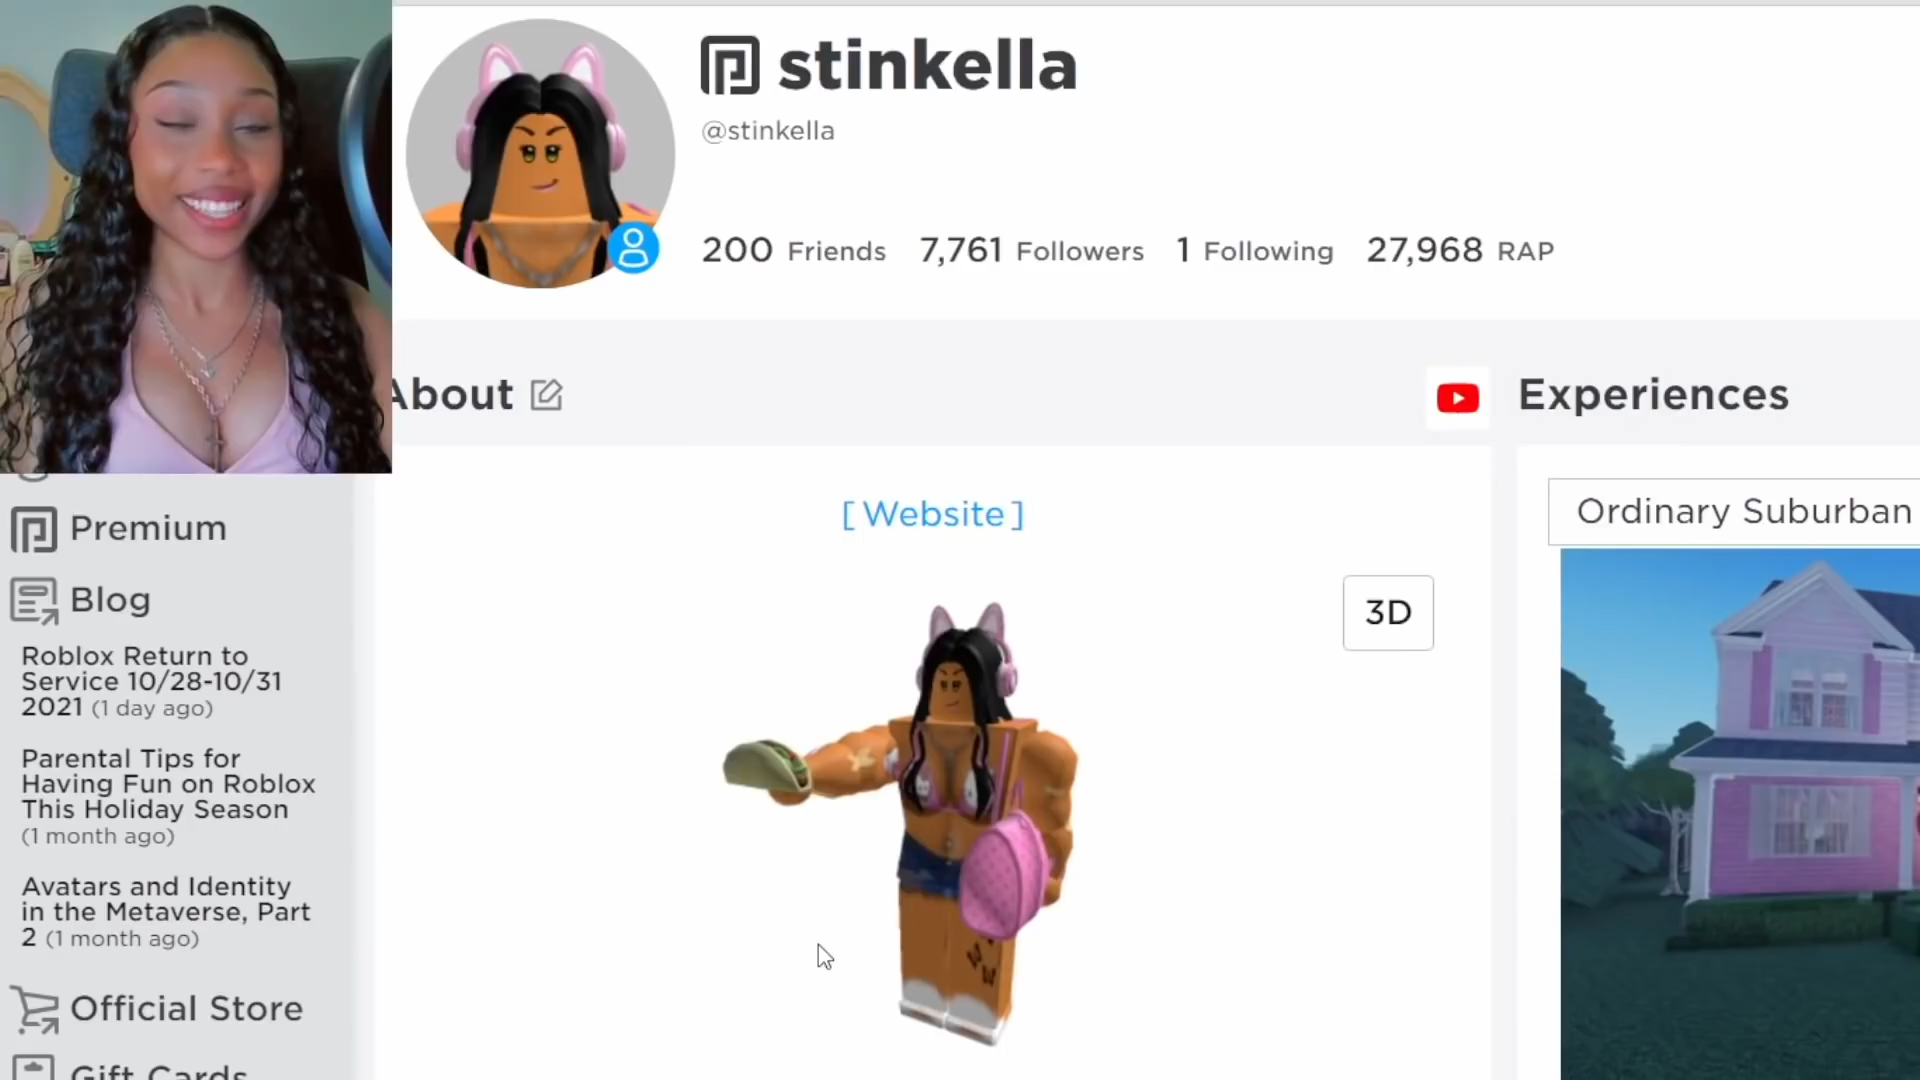 stinkella
@stinkella
200 Friends 7,761 Followers 1 Following 27,968 RAP
About
Experiences
[ Website ]
3D
Ordinary Suburban
Premium
Blog
Roblox Return to
Service 10/28-10/31
2021 (1 day ago)
Parental Tips for
Having Fun on Roblox
This Holiday Season
(1 month ago)
Avatars and Identity
in the Metaverse, Part
2 (1 month ago)
Official Store
Gift Cards